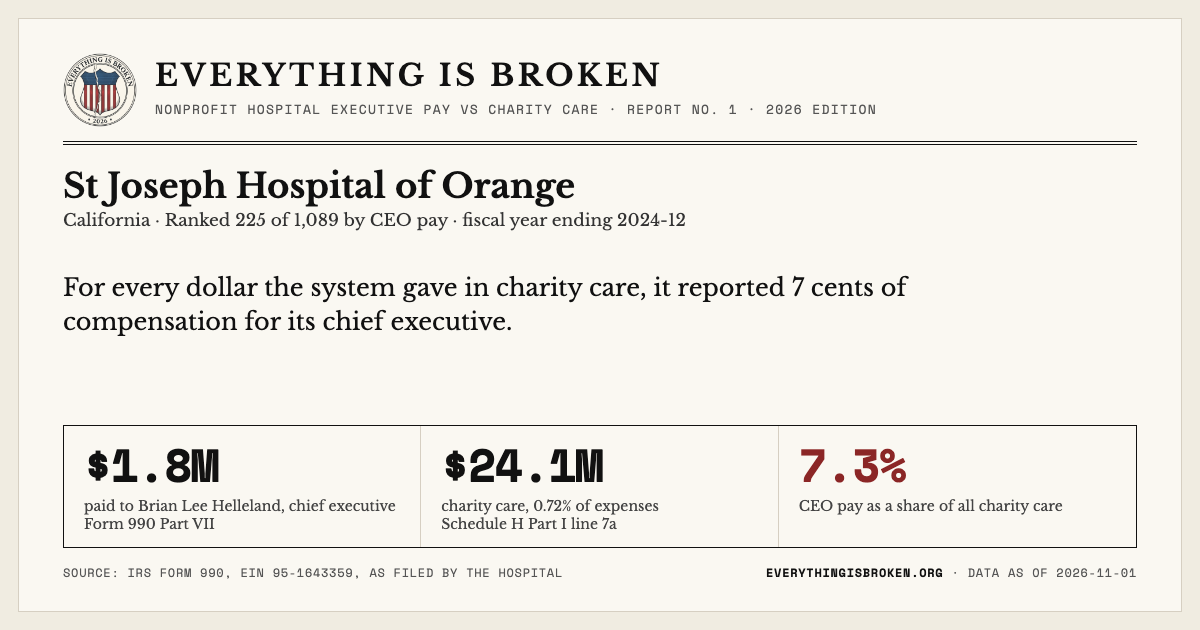 EVERYTHING IS BROKEN
· 2026 ·
EVERYTHING IS BROKEN
NONPROFIT HOSPITAL EXECUTIVE PAY VS CHARITY CARE · REPORT NO. 1 · 2026 EDITION
St Joseph Hospital of Orange
California · Ranked 225 of 1,089 by CEO pay · fiscal year ending 2024-12
For every dollar the system gave in charity care, it reported 7 cents of
compensation for its chief executive.
$1.8M
paid to Brian Lee Helleland, chief executive
Form 990 Part VII
$24.1M
charity care, 0.72% of expenses
Schedule H Part I line 7a
7.3%
CEO pay as a share of all charity care
SOURCE: IRS FORM 990, EIN 95-1643359, AS FILED BY THE HOSPITAL
EVERYTHINGISBROKEN.ORG · DATA AS OF 2026-11-01